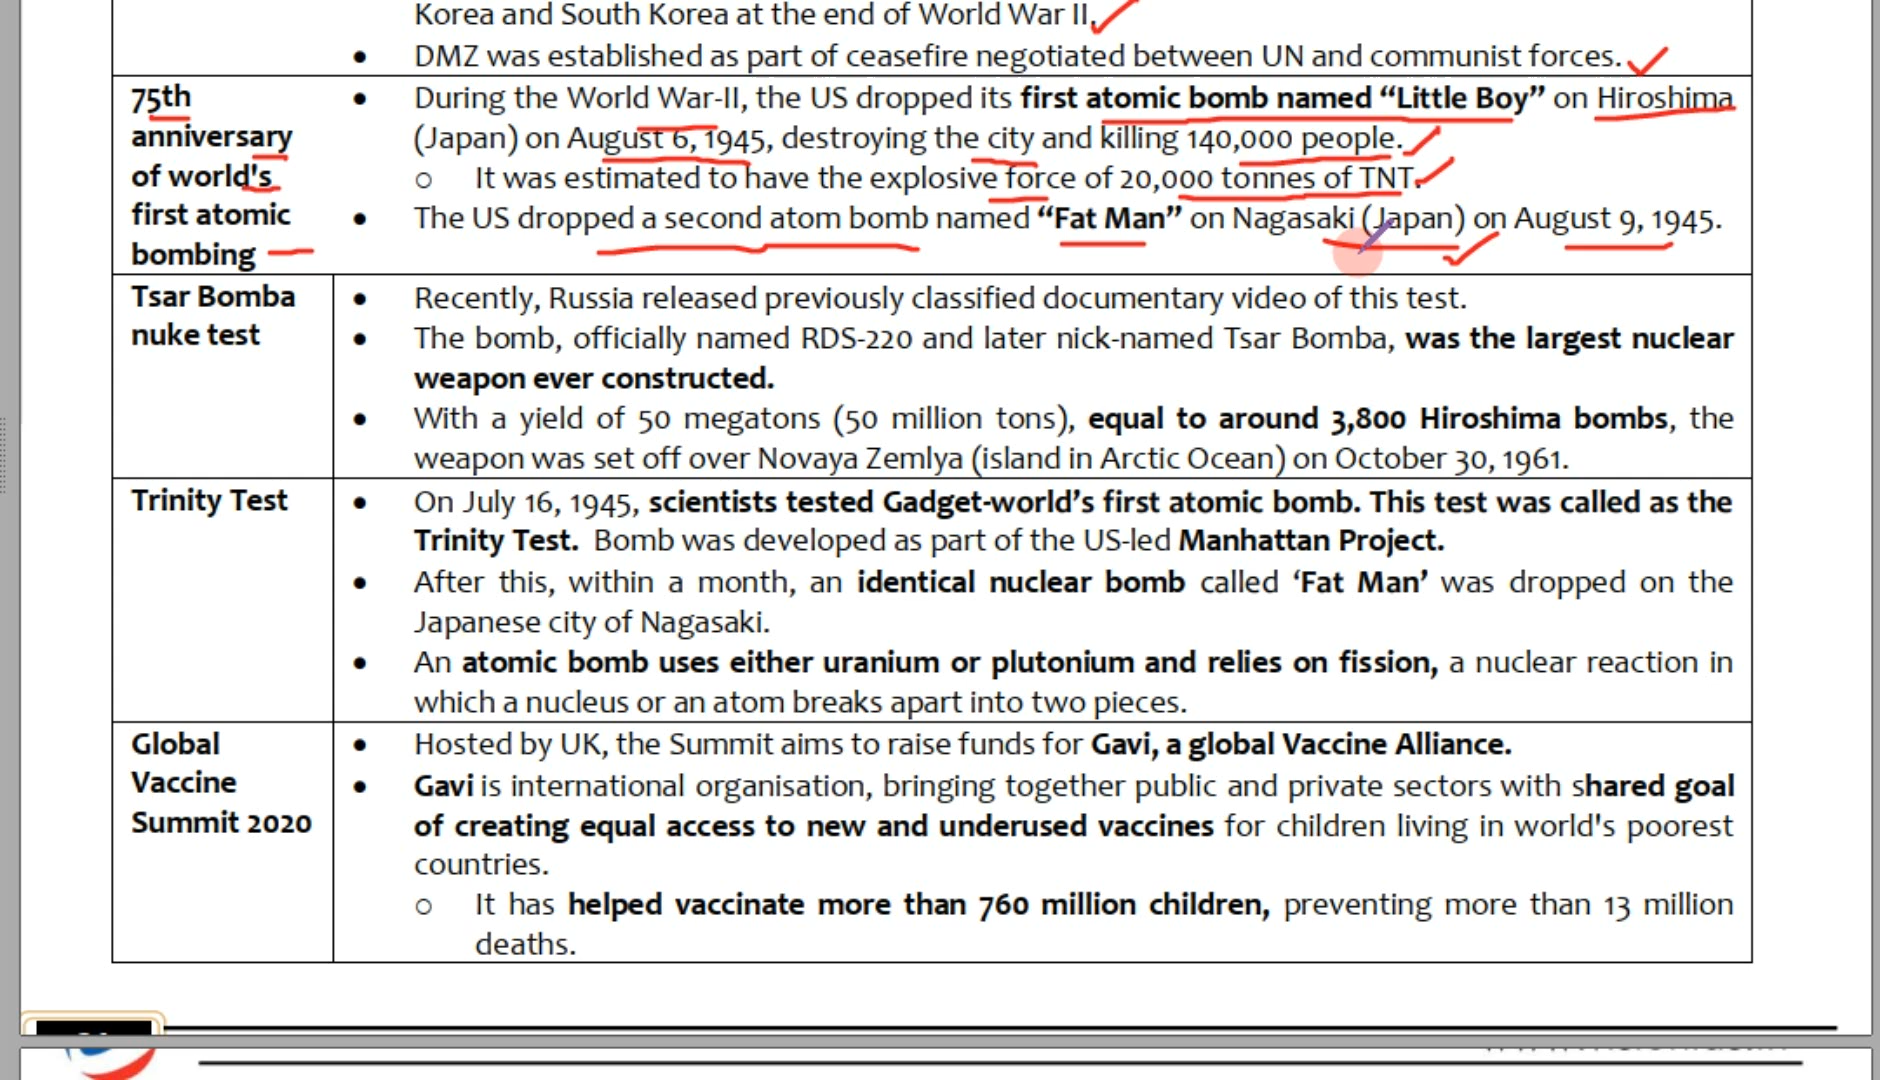 Korea and South Korea at the end of World War II.
• DMZ was established as part of ceasefire negotiated between UN and communist forces.
75th
anniversary
of world's
first atomic
bombing
• During the World War-II, the US dropped its first atomic bomb named “Little Boy” on Hiroshima
(Japan) on August 6, 1945, destroying the city and killing 140,000 people.
o It was estimated to have the explosive force of 20,000 tonnes of TNT.
• The US dropped a second atom bomb named “Fat Man” on Nagasaki (Japan) on August 9, 1945.
Tsar Bomba
nuke test
• Recently, Russia released previously classified documentary video of this test.
• The bomb, officially named RDS-220 and later nick-named Tsar Bomba, was the largest nuclear
weapon ever constructed.
• With a yield of 50 megatons (50 million tons), equal to around 3,800 Hiroshima bombs, the
weapon was set off over Novaya Zemlya (island in Arctic Ocean) on October 30, 1961.
Trinity Test
• On July 16, 1945, scientists tested Gadget-world’s first atomic bomb. This test was called as the
Trinity Test. Bomb was developed as part of the US-led Manhattan Project.
• After this, within a month, an identical nuclear bomb called ‘Fat Man’ was dropped on the
Japanese city of Nagasaki.
• An atomic bomb uses either uranium or plutonium and relies on fission, a nuclear reaction in
which a nucleus or an atom breaks apart into two pieces.
Global
Vaccine
Summit 2020
• Hosted by UK, the Summit aims to raise funds for Gavi, a global Vaccine Alliance.
• Gavi is international organisation, bringing together public and private sectors with shared goal
of creating equal access to new and underused vaccines for children living in world's poorest
countries.
o It has helped vaccinate more than 760 million children, preventing more than 13 million
deaths.